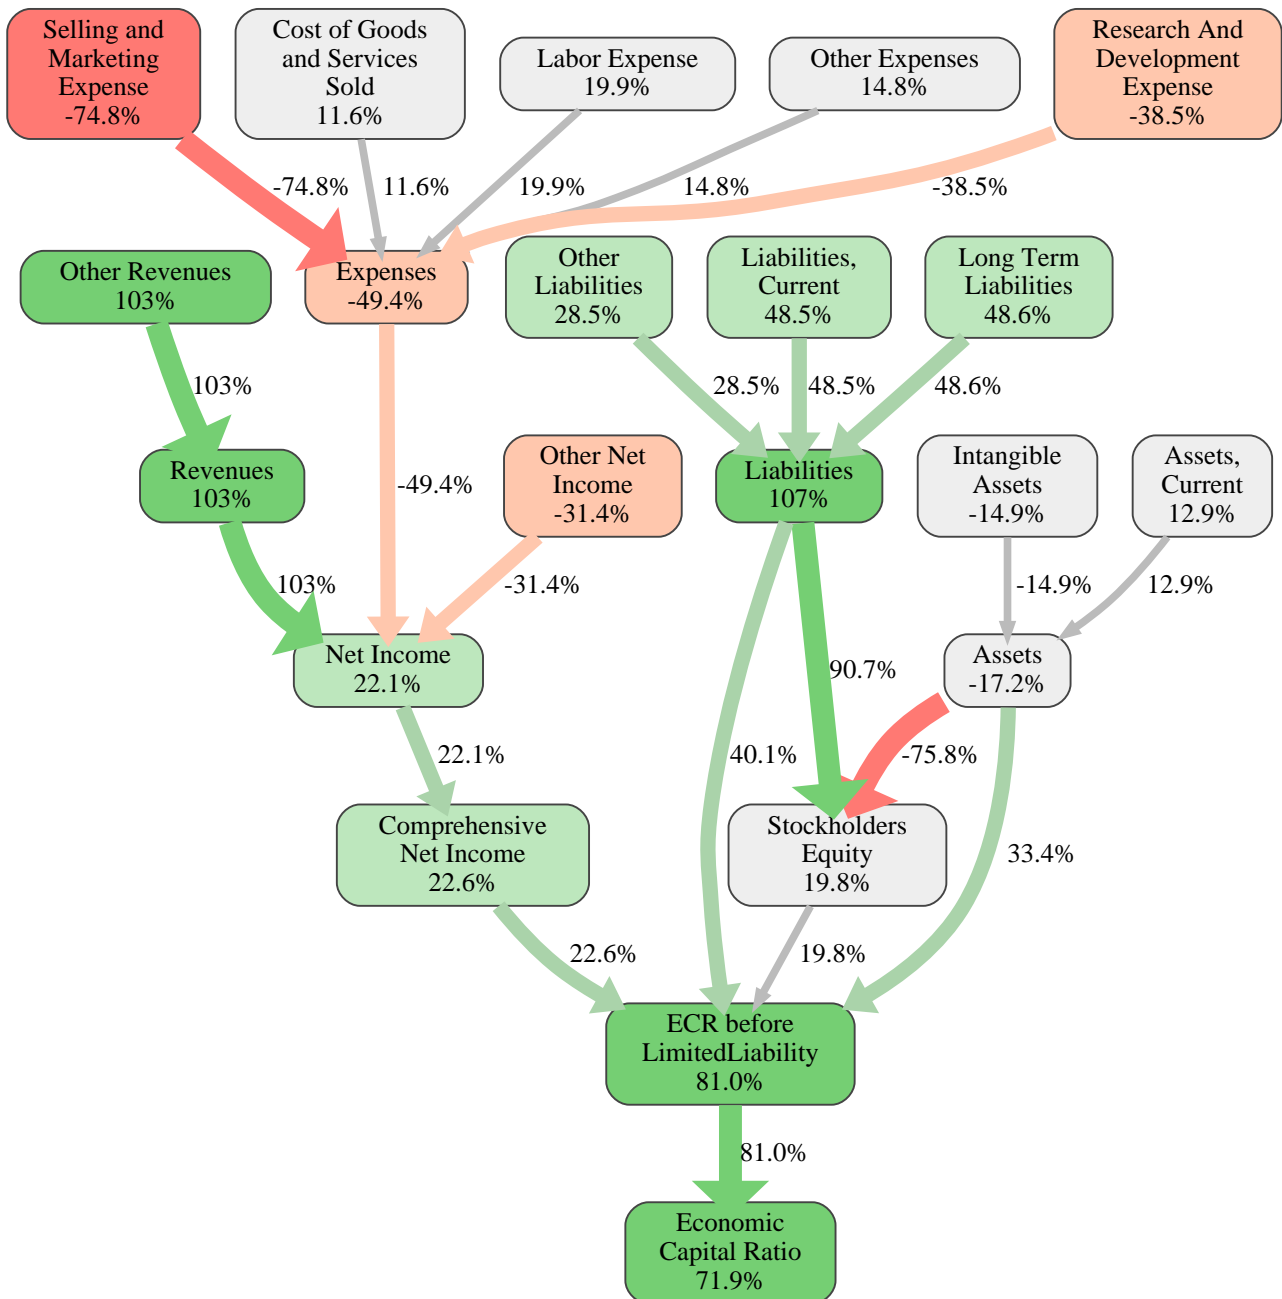 Selling and
Marketing
Expense
-74.8%
Cost of Goods
and Services
Sold
11.6%
Labor Expense
19.9%
Other Expenses
14.8%
Research And
Development
Expense
-38.5%
-74.8%
11.6%
19.9%
14.8%
-38.5%
Other Revenues
103%
Expenses
-49.4%
Other
Liabilities
28.5%
Liabilities,
Current
48.5%
Long Term
Liabilities
48.6%
103%
28.5%
48.5%
48.6%
Revenues
103%
-49.4%
Other Net
Income
-31.4%
Liabilities
107%
Intangible
Assets
-14.9%
Assets,
Current
12.9%
103%
-31.4%
-14.9%
12.9%
Net Income
22.1%
90.7%
Assets
-17.2%
22.1%
40.1%
-75.8%
Comprehensive
Net Income
22.6%
Stockholders
Equity
19.8%
33.4%
22.6%
19.8%
ECR before
LimitedLiability
81.0%
81.0%
Economic
Capital Ratio
71.9%